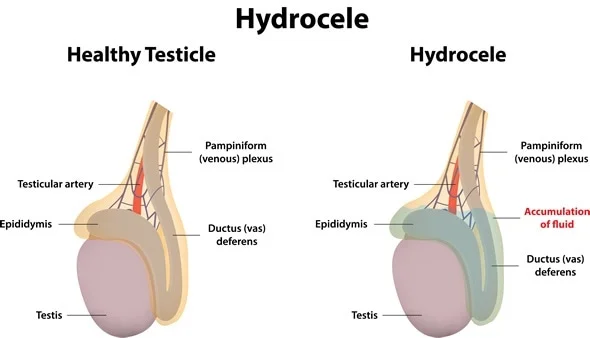 Hydrocele
Healthy Testicle
Pampiniform
(venous) plexus
Testicular artery
Epididymis
Ductus (vas)
deferens
Testis
Hydrocele
Pampiniform
(venous) plexus
Testicular artery
Accumulation
of fluid
Epididymis
Ductus (vas)
deferens
Testis